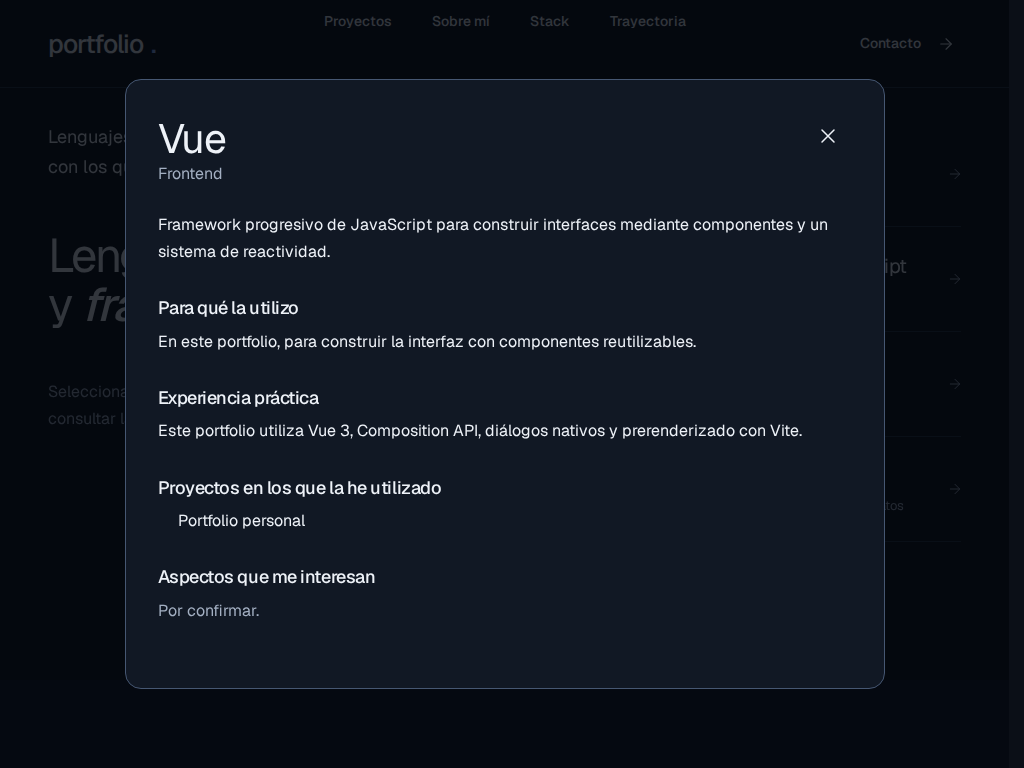 Proyectos Sobre mí Stack Trayectoria
portfolio .
Contacto
Lenguajes
con los
y
Selecciona
consultar
Vue
Frontend
Framework progresivo de JavaScript para construir interfaces mediante componentes y un
sistema de reactividad.
Para qué la utilizo
En este portfolio, para construir la interfaz con componentes reutilizables.
Experiencia práctica
Este portfolio utiliza Vue 3, Composition API, diálogos nativos y prerenderizado con Vite.
Proyectos en los que la he utilizado
Portfolio personal
Aspectos que me interesan
Por confirmar.